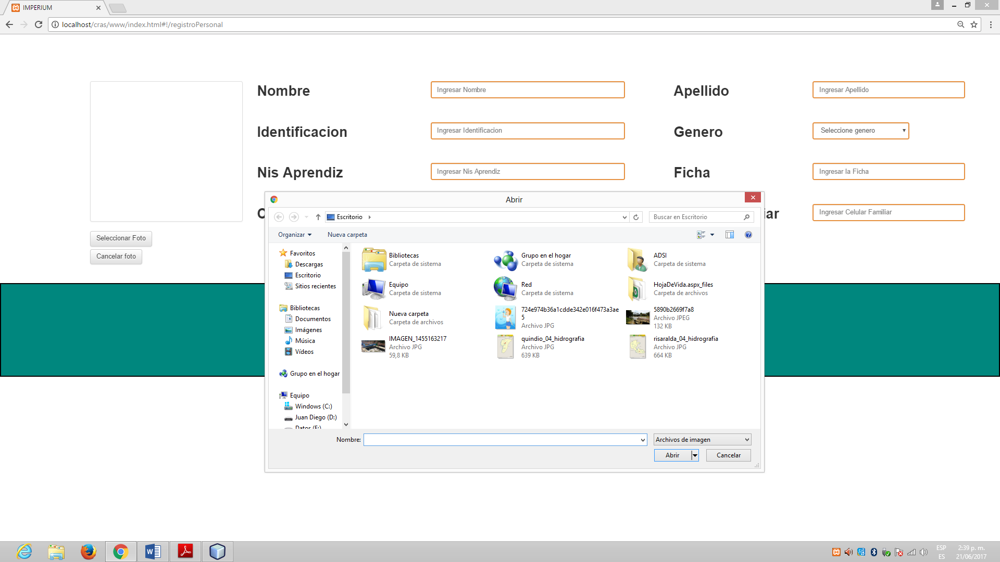 IMPERIUM
localhost/cras/www/index.html#!/registroPersonal
Nombre
Ingresar Nombre
Apellido
Ingresar Apellido
Identificacion
Ingresar Identificacion
Genero
Seleccione genero
Nis Aprendiz
Ingresar Nis Aprendiz
Ficha
Ingresar la Ficha
iar
Ingresar Celular Familiar
Seleccionar Foto
Cancelar foto
Abrir
Escritorio
Buscar en Escritorio
Organizar
Nueva carpeta
Favoritos
Descargas
Escritorio
Sitios recientes
Bibliotecas
Documentos
Imágenes
Música
Vídeos
Grupo en el hogar
Equipo
Windows (C:)
Juan Diego (D:)
Datos (E:)
Bibliotecas
Carpeta de sistema
Grupo en el hogar
Carpeta de sistema
ADSI
Carpeta de sistema
Equipo
Carpeta de sistema
Red
Carpeta de sistema
HojaDeVida.aspx_files
Carpeta de archivos
Nueva carpeta
Carpeta de archivos
724e974b36a1cdde342e016f473a3ae
5
Archivo JPG
5890b2669f7a8
Archivo JPEG
132 KB
IMAGEN_1455163217
Archivo JPG
59,8 KB
quindio_04_hidrografia
Archivo JPG
639 KB
risaralda_04_hidrografia
Archivo JPG
664 KB
Nombre:
Archivos de imagen
Abrir
Cancelar
ESP
ES
2:39 p. m.
21/06/2017